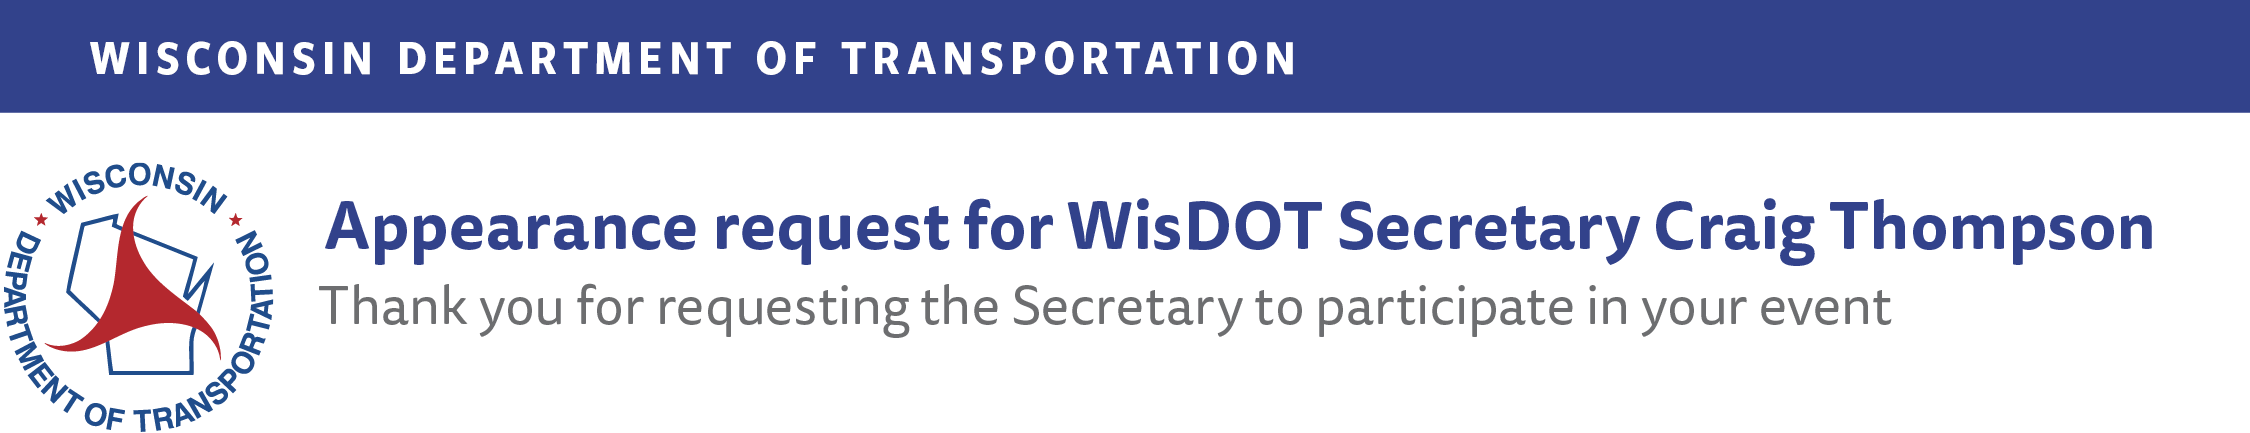 WISCONSIN DEPARTMENT OF TRANSPORTATION
WISCONSIN
DEPARTMENT OF TRANSPORTATION
Appearance request for WisDOT Secretary Craig Thompson
Thank you for requesting the Secretary to participate in your event